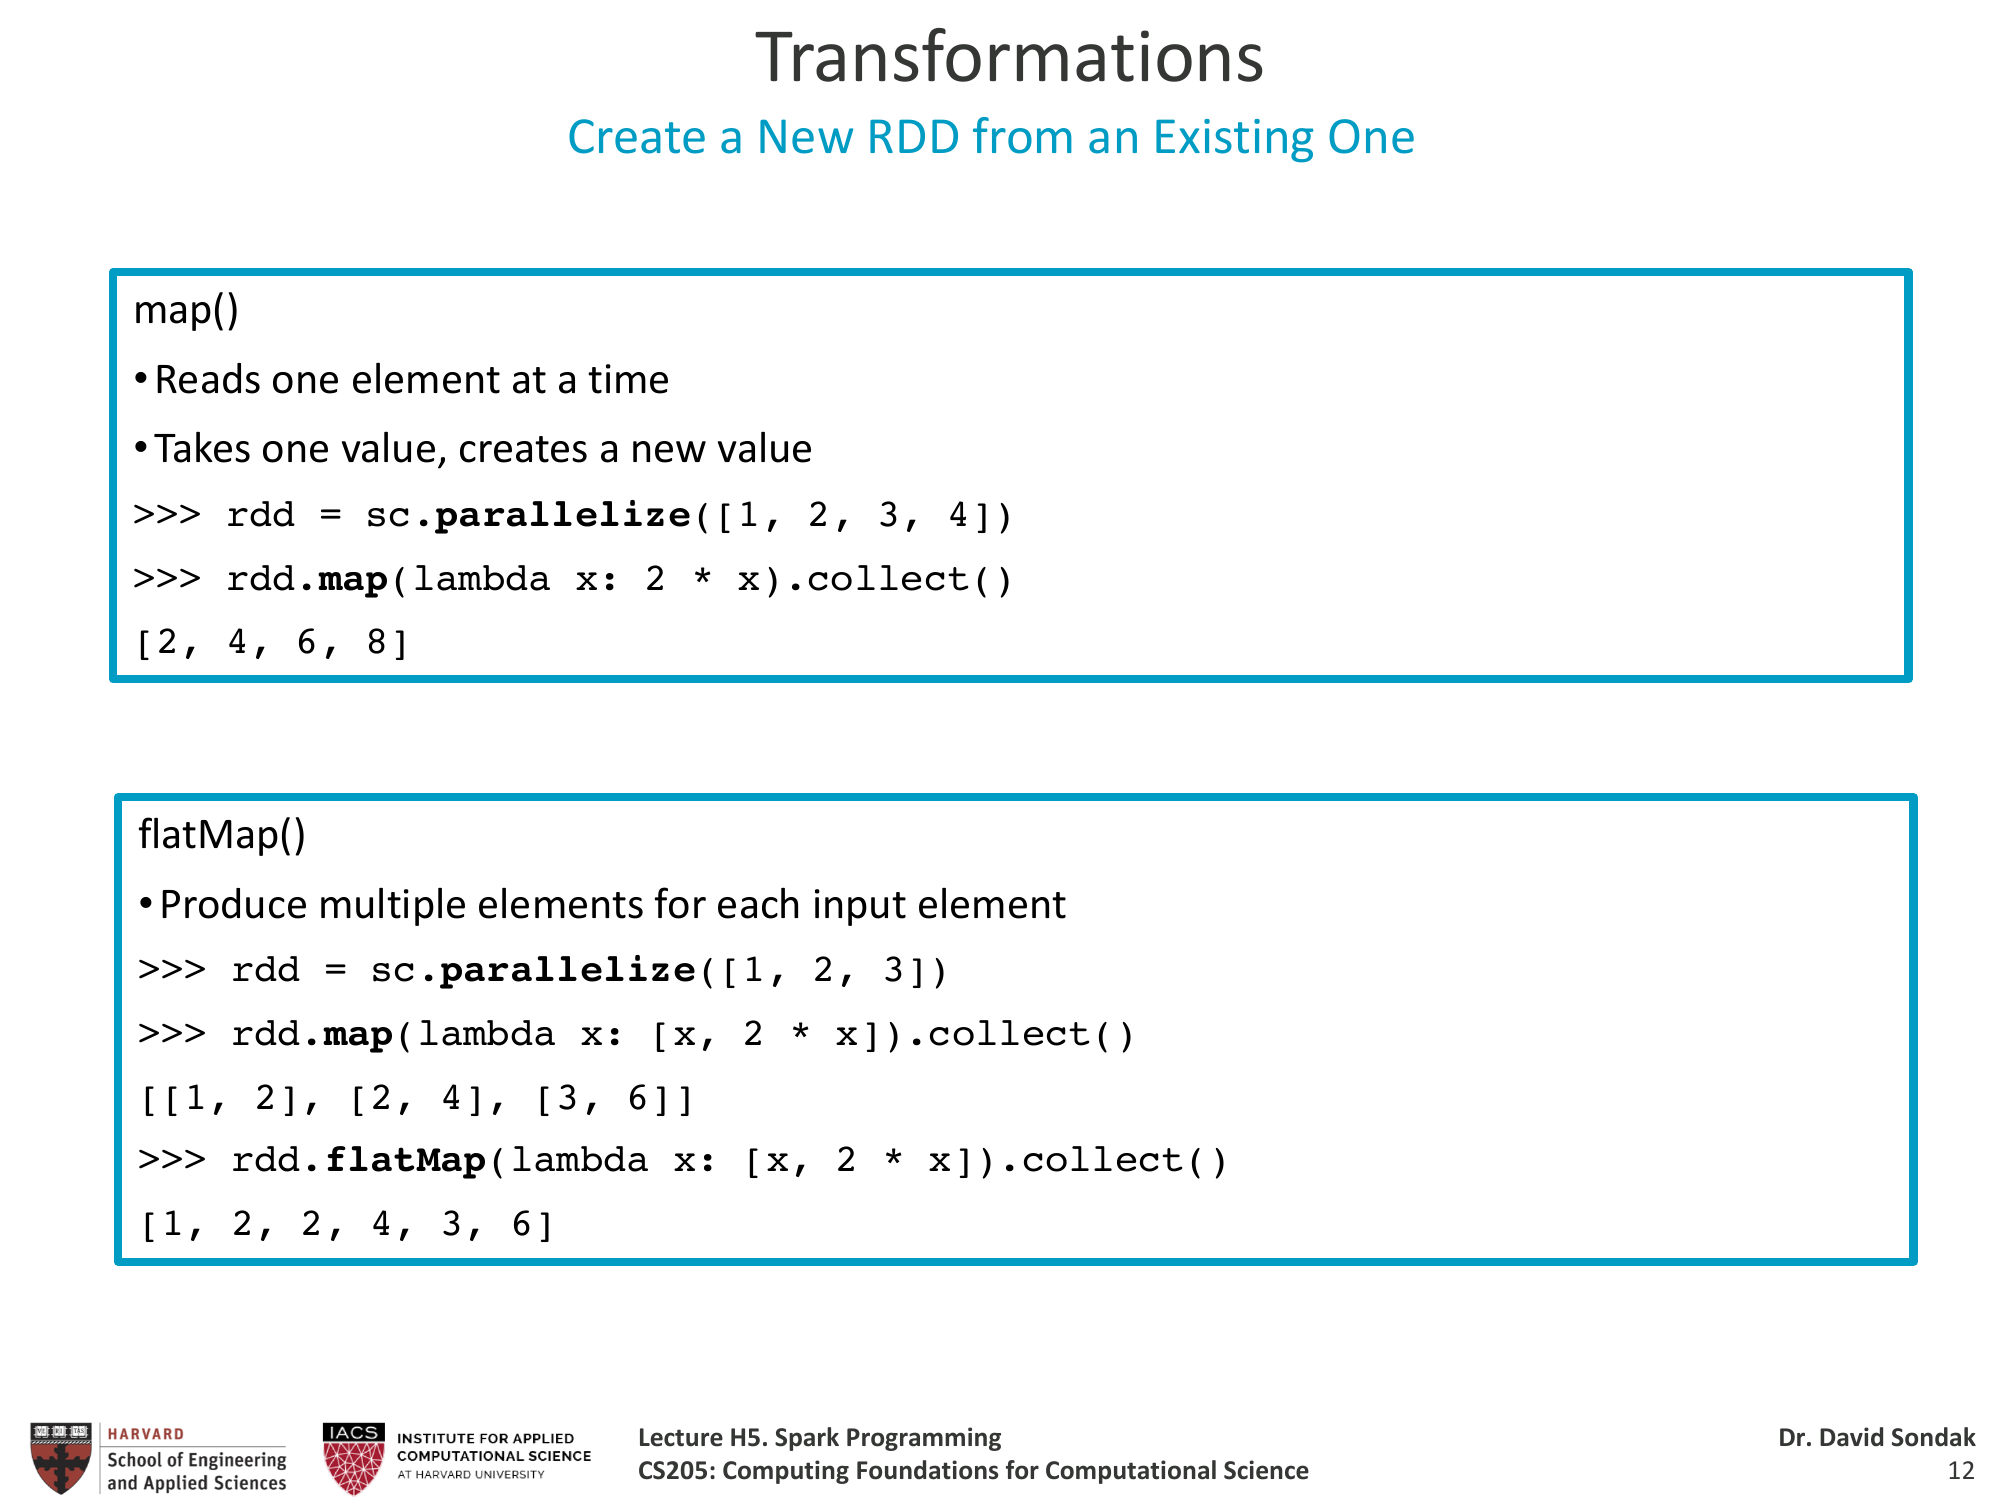 Transformations
Create a New RDD from an Existing One
map()
•Reads one element at a time
•Takes one value, creates a new value
>>> rdd = sc.parallelize([1, 2, 3, 4])
>>> rdd.map(lambda x: 2 * x).collect()
[2, 4, 6, 8]
flatMap()
•Produce multiple elements for each input element
>>> rdd = sc.parallelize([1, 2, 3])
>>> rdd.map(lambda x: [x, 2 * x]).collect()
[[1, 2], [2, 4], [3, 6]]
>>> rdd.flatMap(lambda x: [x, 2 * x]).collect()
[1, 2, 2, 4, 3, 6]
HARVARD
School of Engineering
and Applied Sciences
IACS
INSTITUTE FOR APPLIED
COMPUTATIONAL SCIENCE
AT HARVARD UNIVERSITY
Lecture H5. Spark Programming
CS205: Computing Foundations for Computational Science
Dr. David Sondak
12